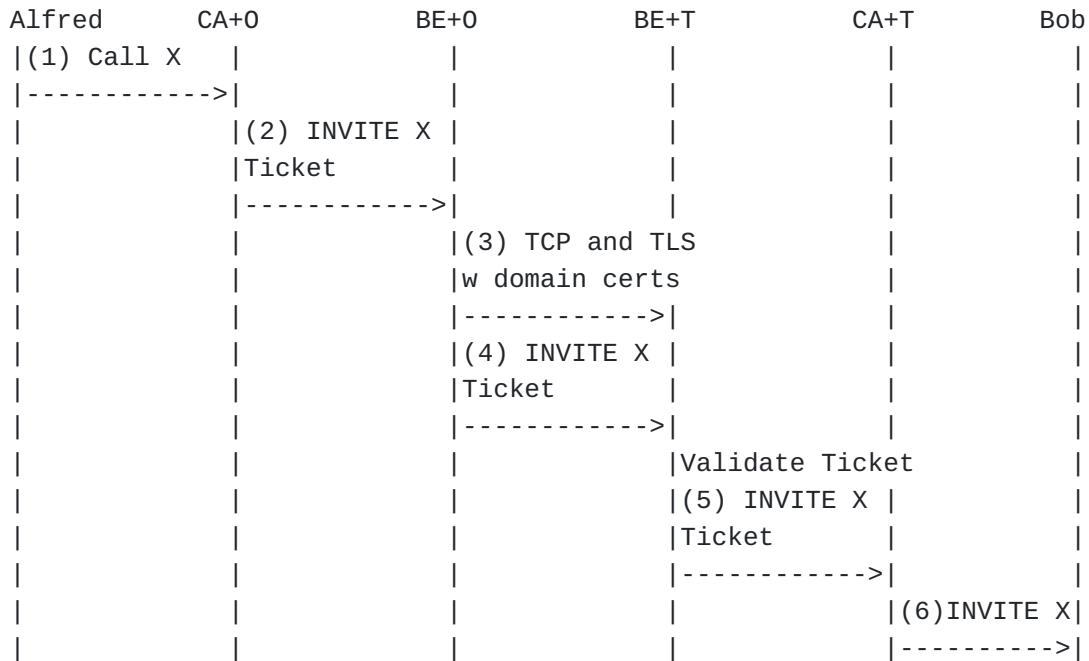 Alfred CA+O BE+O BE+T CA+T Bob
|(1) Call X | | | | |
|------------>| | | | |
| |(2) INVITE X | | | |
| |Ticket | | | |
| |------------>| | | |
| | |(3) TCP and TLS | |
| | |w domain certs | |
| | |------------>| | |
| | |(4) INVITE X | | |
| | |Ticket | | |
| | |------------>| | |
| | | |Validate Ticket |
| | | |(5) INVITE X | |
| | | |Ticket | |
| | | |------------>| |
| | | | |(6)INVITE X|
| | | | |---------->|